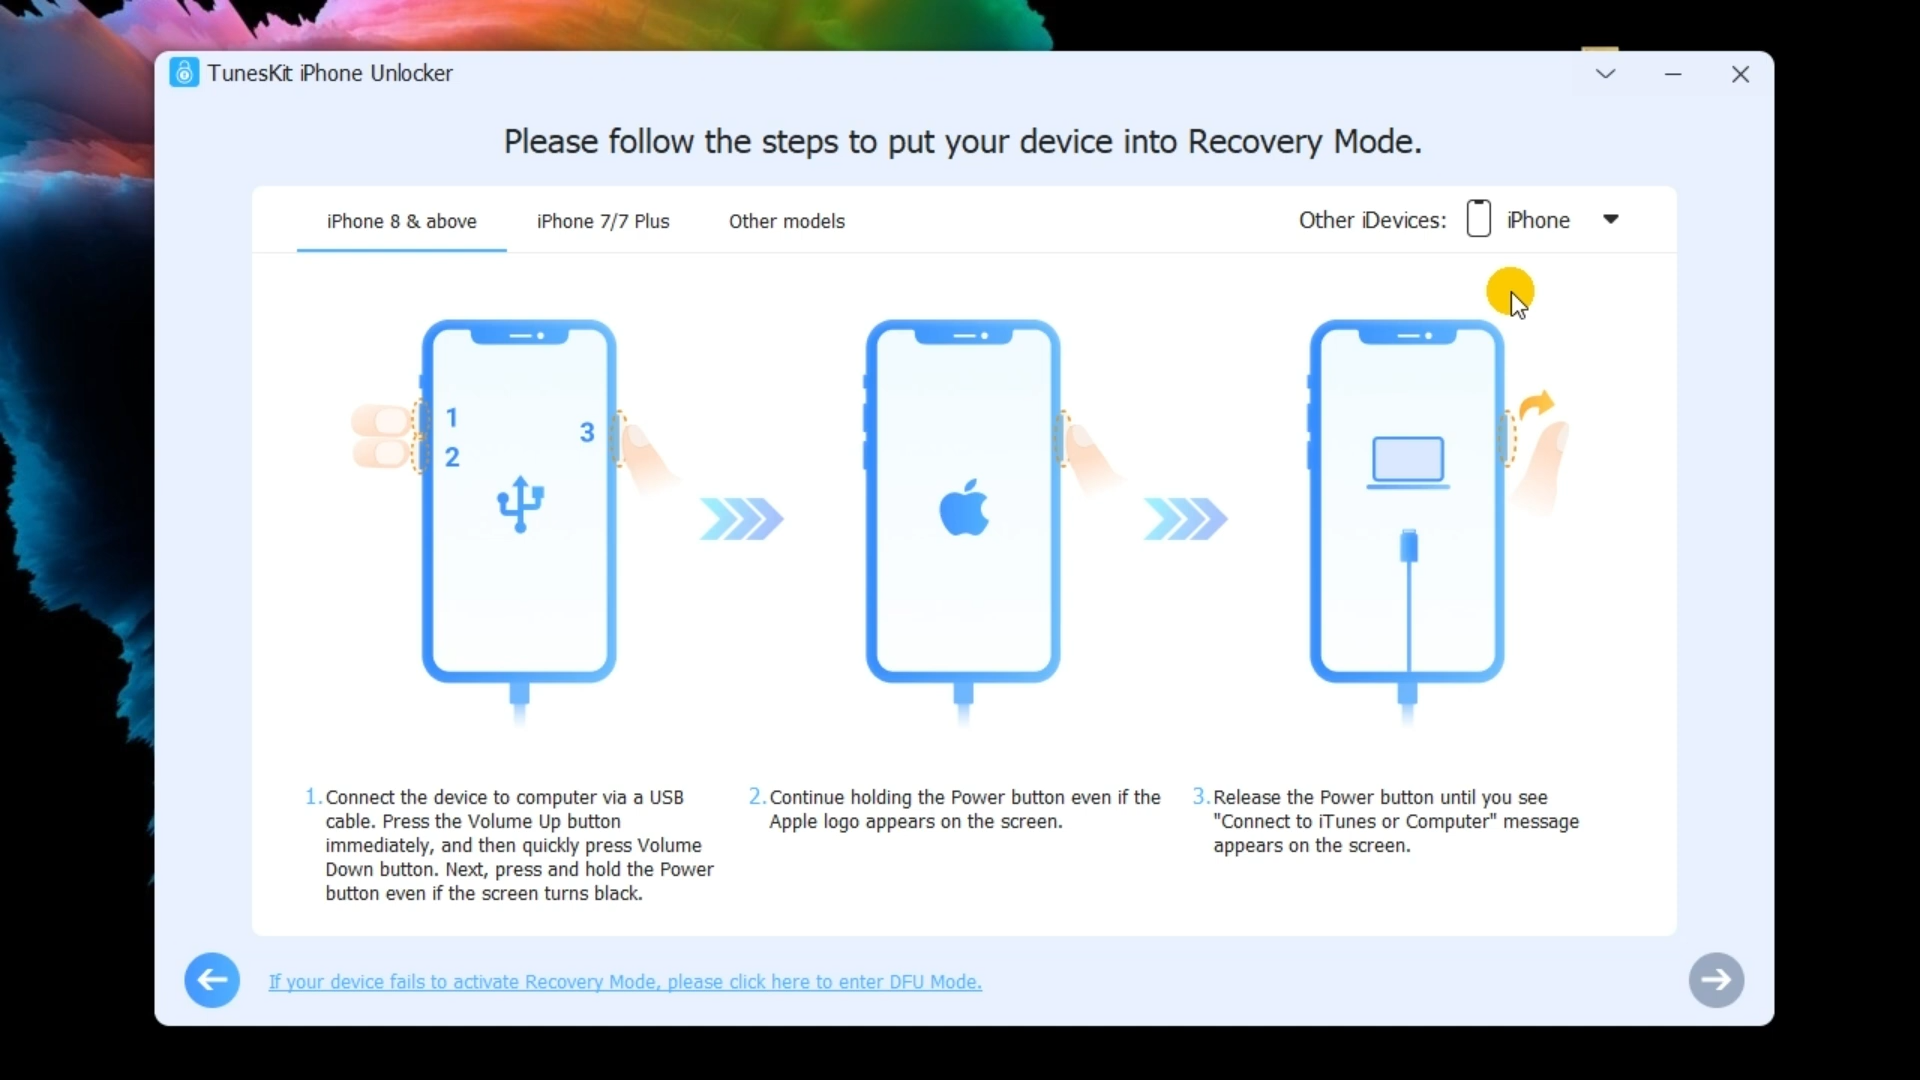 TunesKit iPhone Unlocker
Please follow the steps to put your device into Recovery Mode.
iPhone 8 & above
iPhone 7/7 Plus
Other models
Other iDevices:
iPhone
1
2
3
1. Connect the device to computer via a USB
cable. Press the Volume Up button
immediately, and then quickly press Volume
Down button. Next, press and hold the Power
button even if the screen turns black.
2. Continue holding the Power button even if the
Apple logo appears on the screen.
3. Release the Power button until you see
"Connect to iTunes or Computer" message
appears on the screen.
If your device fails to activate Recovery Mode, please click here to enter DFU Mode.